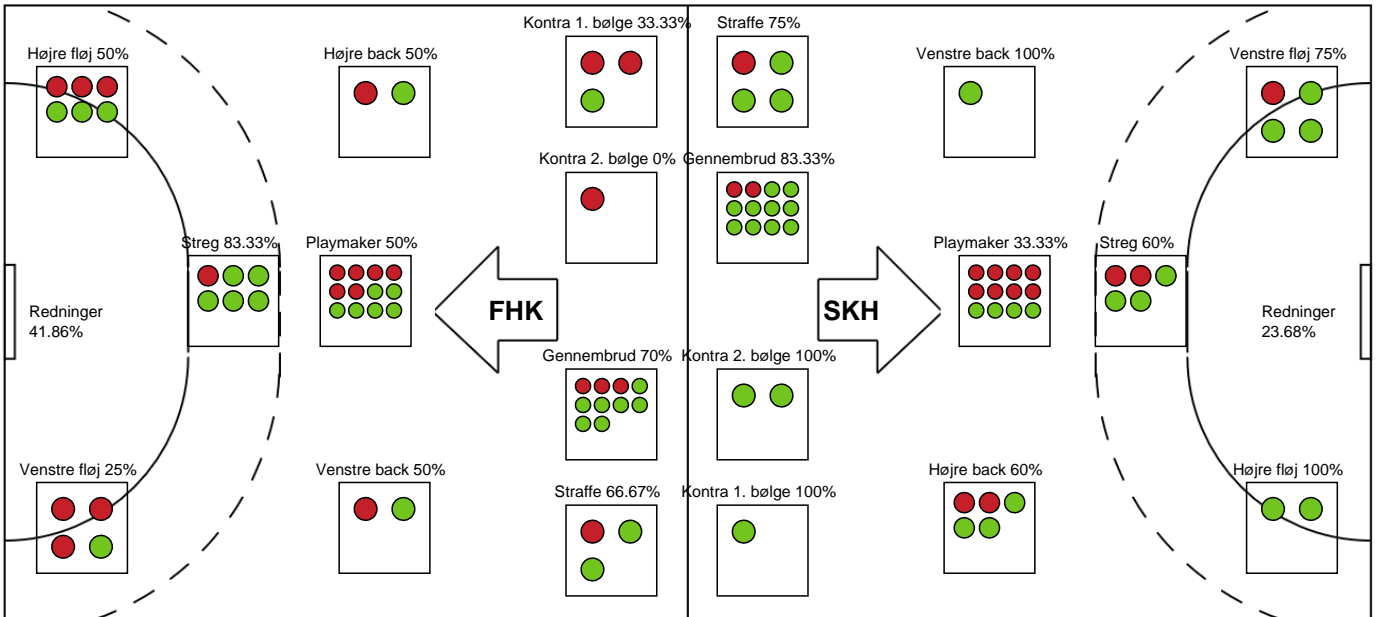 Kontra 1. bølge 33.33%
Straffe 75%
Højre fløj 50%
Højre back 50%
Venstre back 100%
Venstre fløj 75%
Kontra 2. bølge 0%
Gennembrud 83.33%
Streg 83.33%
Playmaker 50%
Playmaker 33.33%
Streg 60%
Redninger
41.86%
FHK
SKH
Redninger
23.68%
Gennembrud 70%
Kontra 2. bølge 100%
Venstre fløj 25%
Venstre back 50%
Højre back 60%
Højre fløj 100%
Straffe 66.67%
Kontra 1. bølge 100%